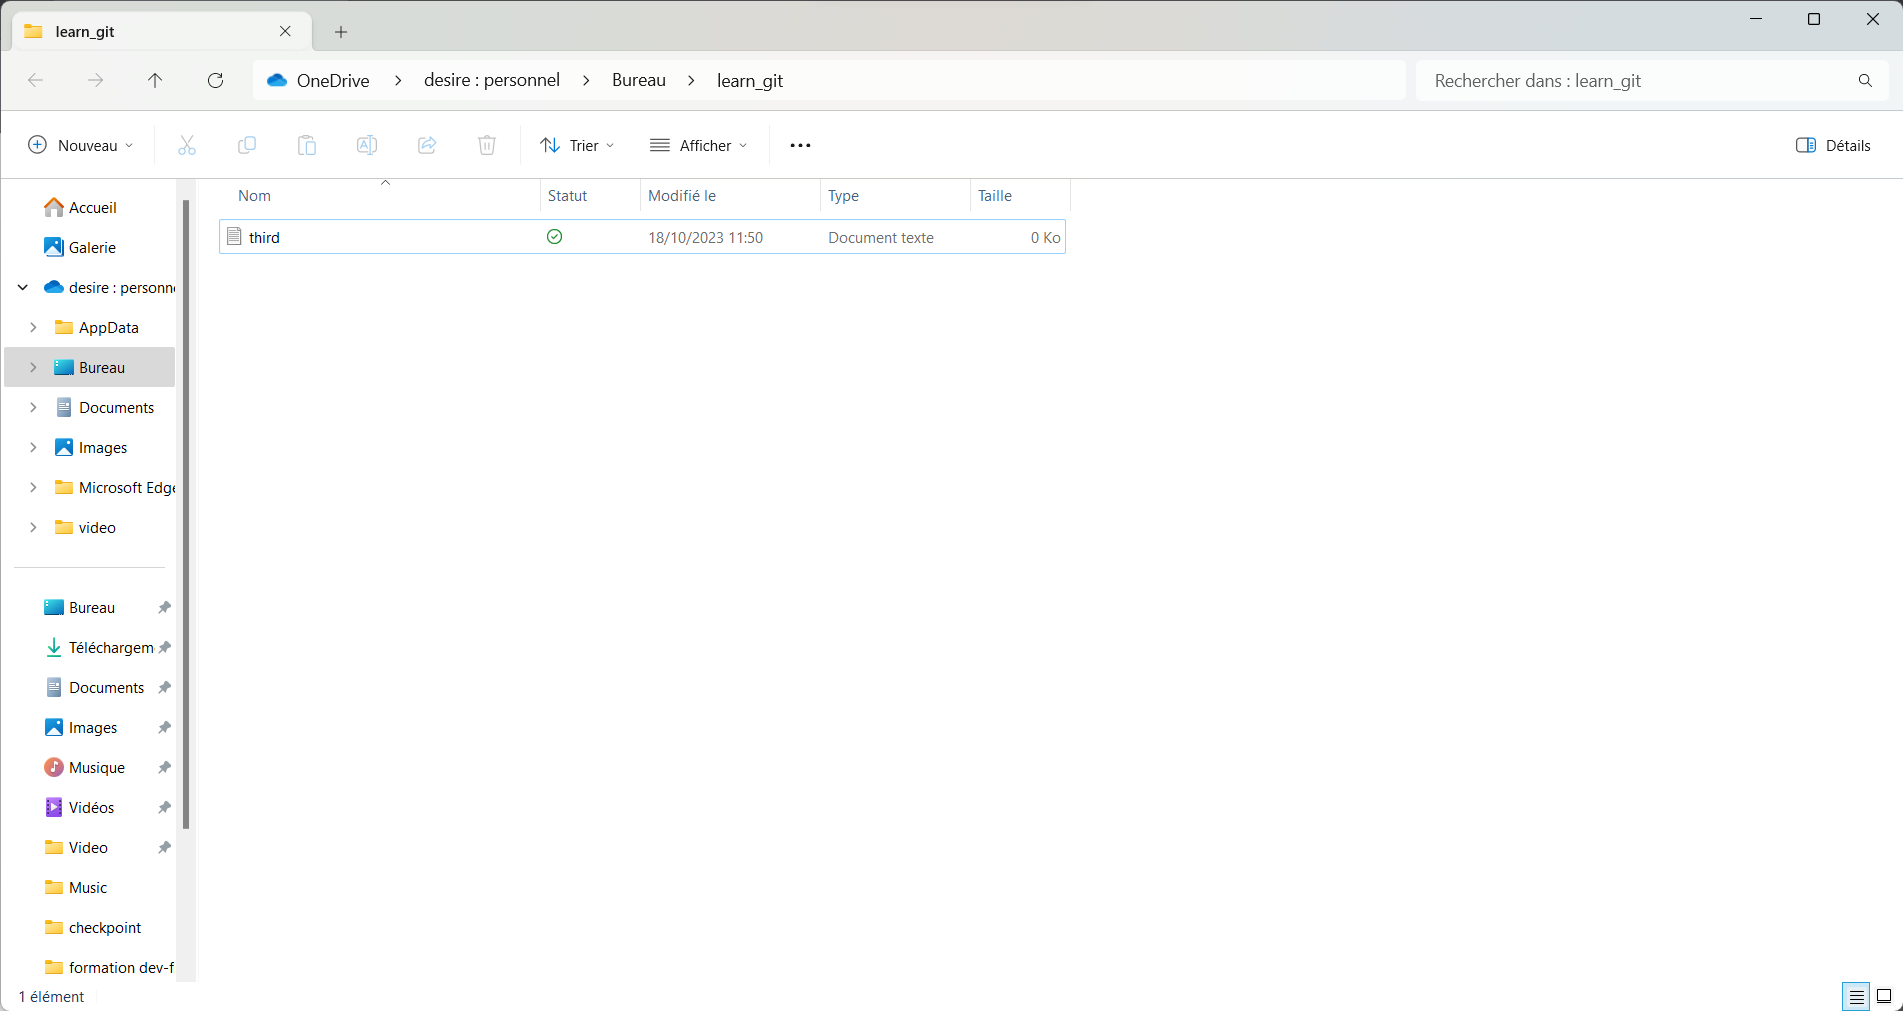 learn_git
OneDrive > desire : personnel > Bureau > learn_git
Rechercher dans : learn_git
Nouveau
Trier
Afficher
Détails
Nom Statut Modifié le Type Taille
third 18/10/2023 11:50 Document texte 0 Ko
Accueil
Galerie
desire : personne
AppData
Bureau
Documents
Images
Microsoft Edge
video
Bureau
Téléchargem
Documents
Images
Musique
Vidéos
Video
Music
checkpoint
formation dev-f
1 élément